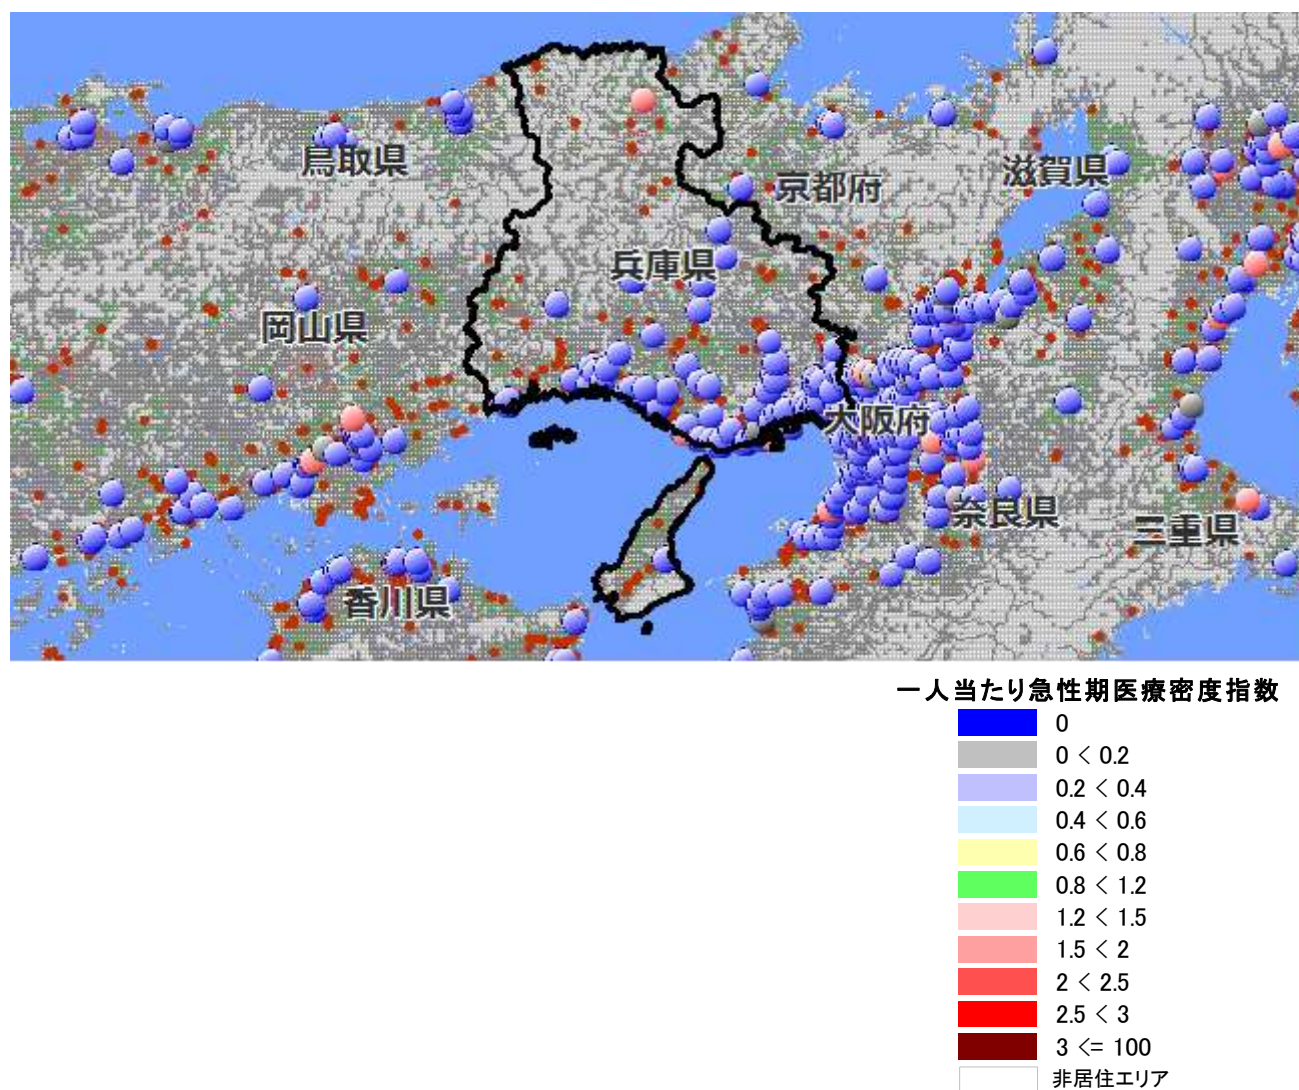 鳥取県
京都府
滋賀県
兵庫県
岡山県
大阪府
奈良県
三重県
香川県
一人当たり急性期医療密度指数
0
0 < 0.2
0.2 < 0.4
0.4 < 0.6
0.6 < 0.8
0.8 < 1.2
1.2 < 1.5
1.5 < 2
2 < 2.5
2.5 < 3
3 <= 100
非居住エリア